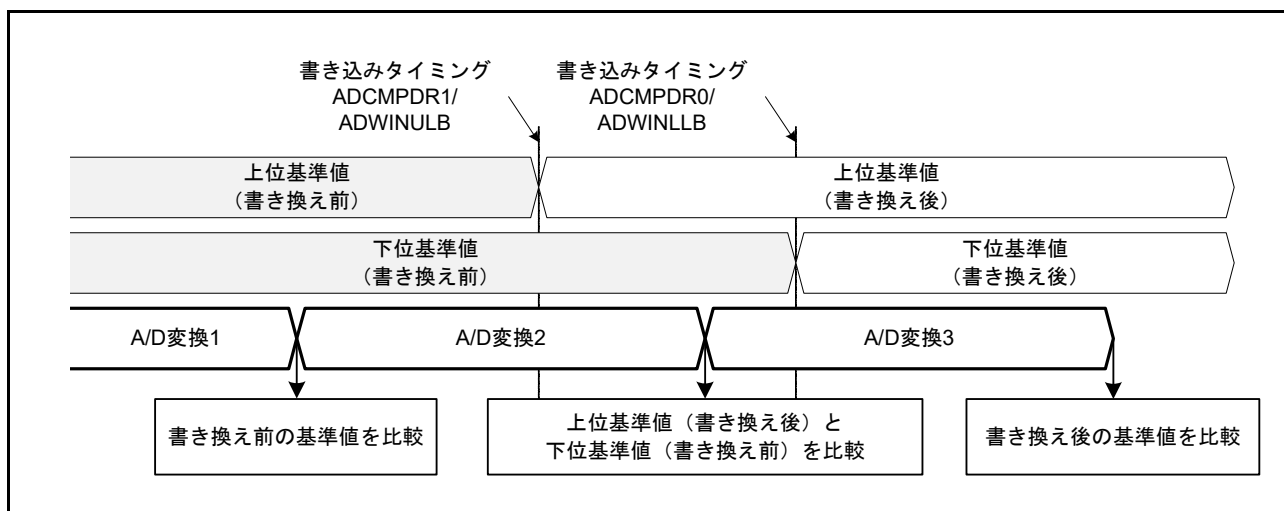 書き込みタイミング
ADCMPDR1/
ADWINULB
書き込みタイミング
ADCMPDR0/
ADWINLLB
上位基準値
（書き換え前）
上位基準値
（書き換え後）
下位基準値
（書き換え前）
下位基準値
（書き換え後）
A/D変換1
A/D変換2
A/D変換3
書き換え前の基準値を比較
上位基準値（書き換え後）と
下位基準値（書き換え前）を比較
書き換え後の基準値を比較